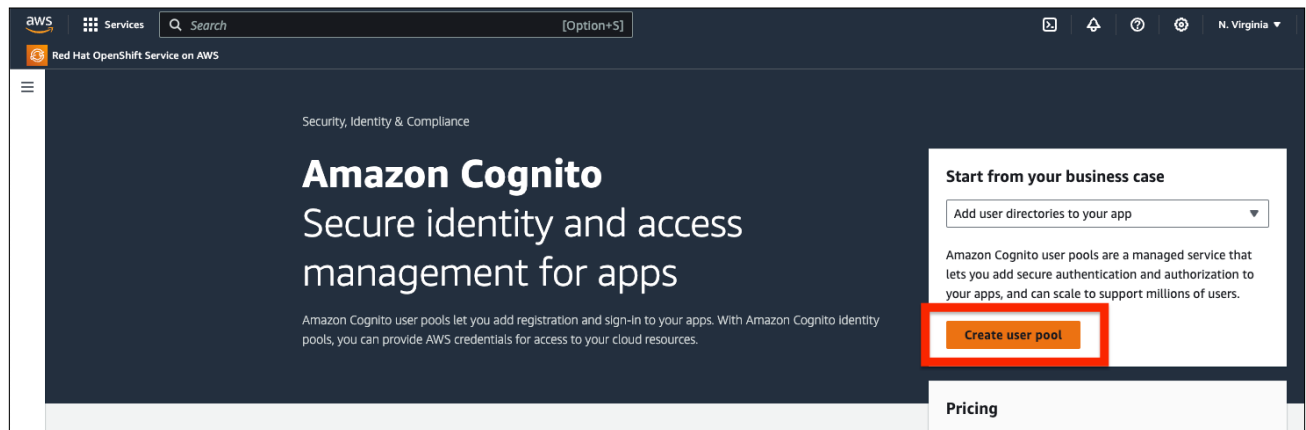 aws
Services
Search
[Option+S]
N. Virginia
Red Hat OpenShift Service on AWS
Security, Identity & Compliance
Amazon Cognito
Secure identity and access
management for apps
Amazon Cognito user pools let you add registration and sign-in to your apps. With Amazon Cognito identity
pools, you can provide AWS credentials for access to your cloud resources.
Start from your business case
Add user directories to your app
Amazon Cognito user pools are a managed service that
lets you add secure authentication and authorization to
your apps, and can scale to support millions of users.
Create user pool
Pricing